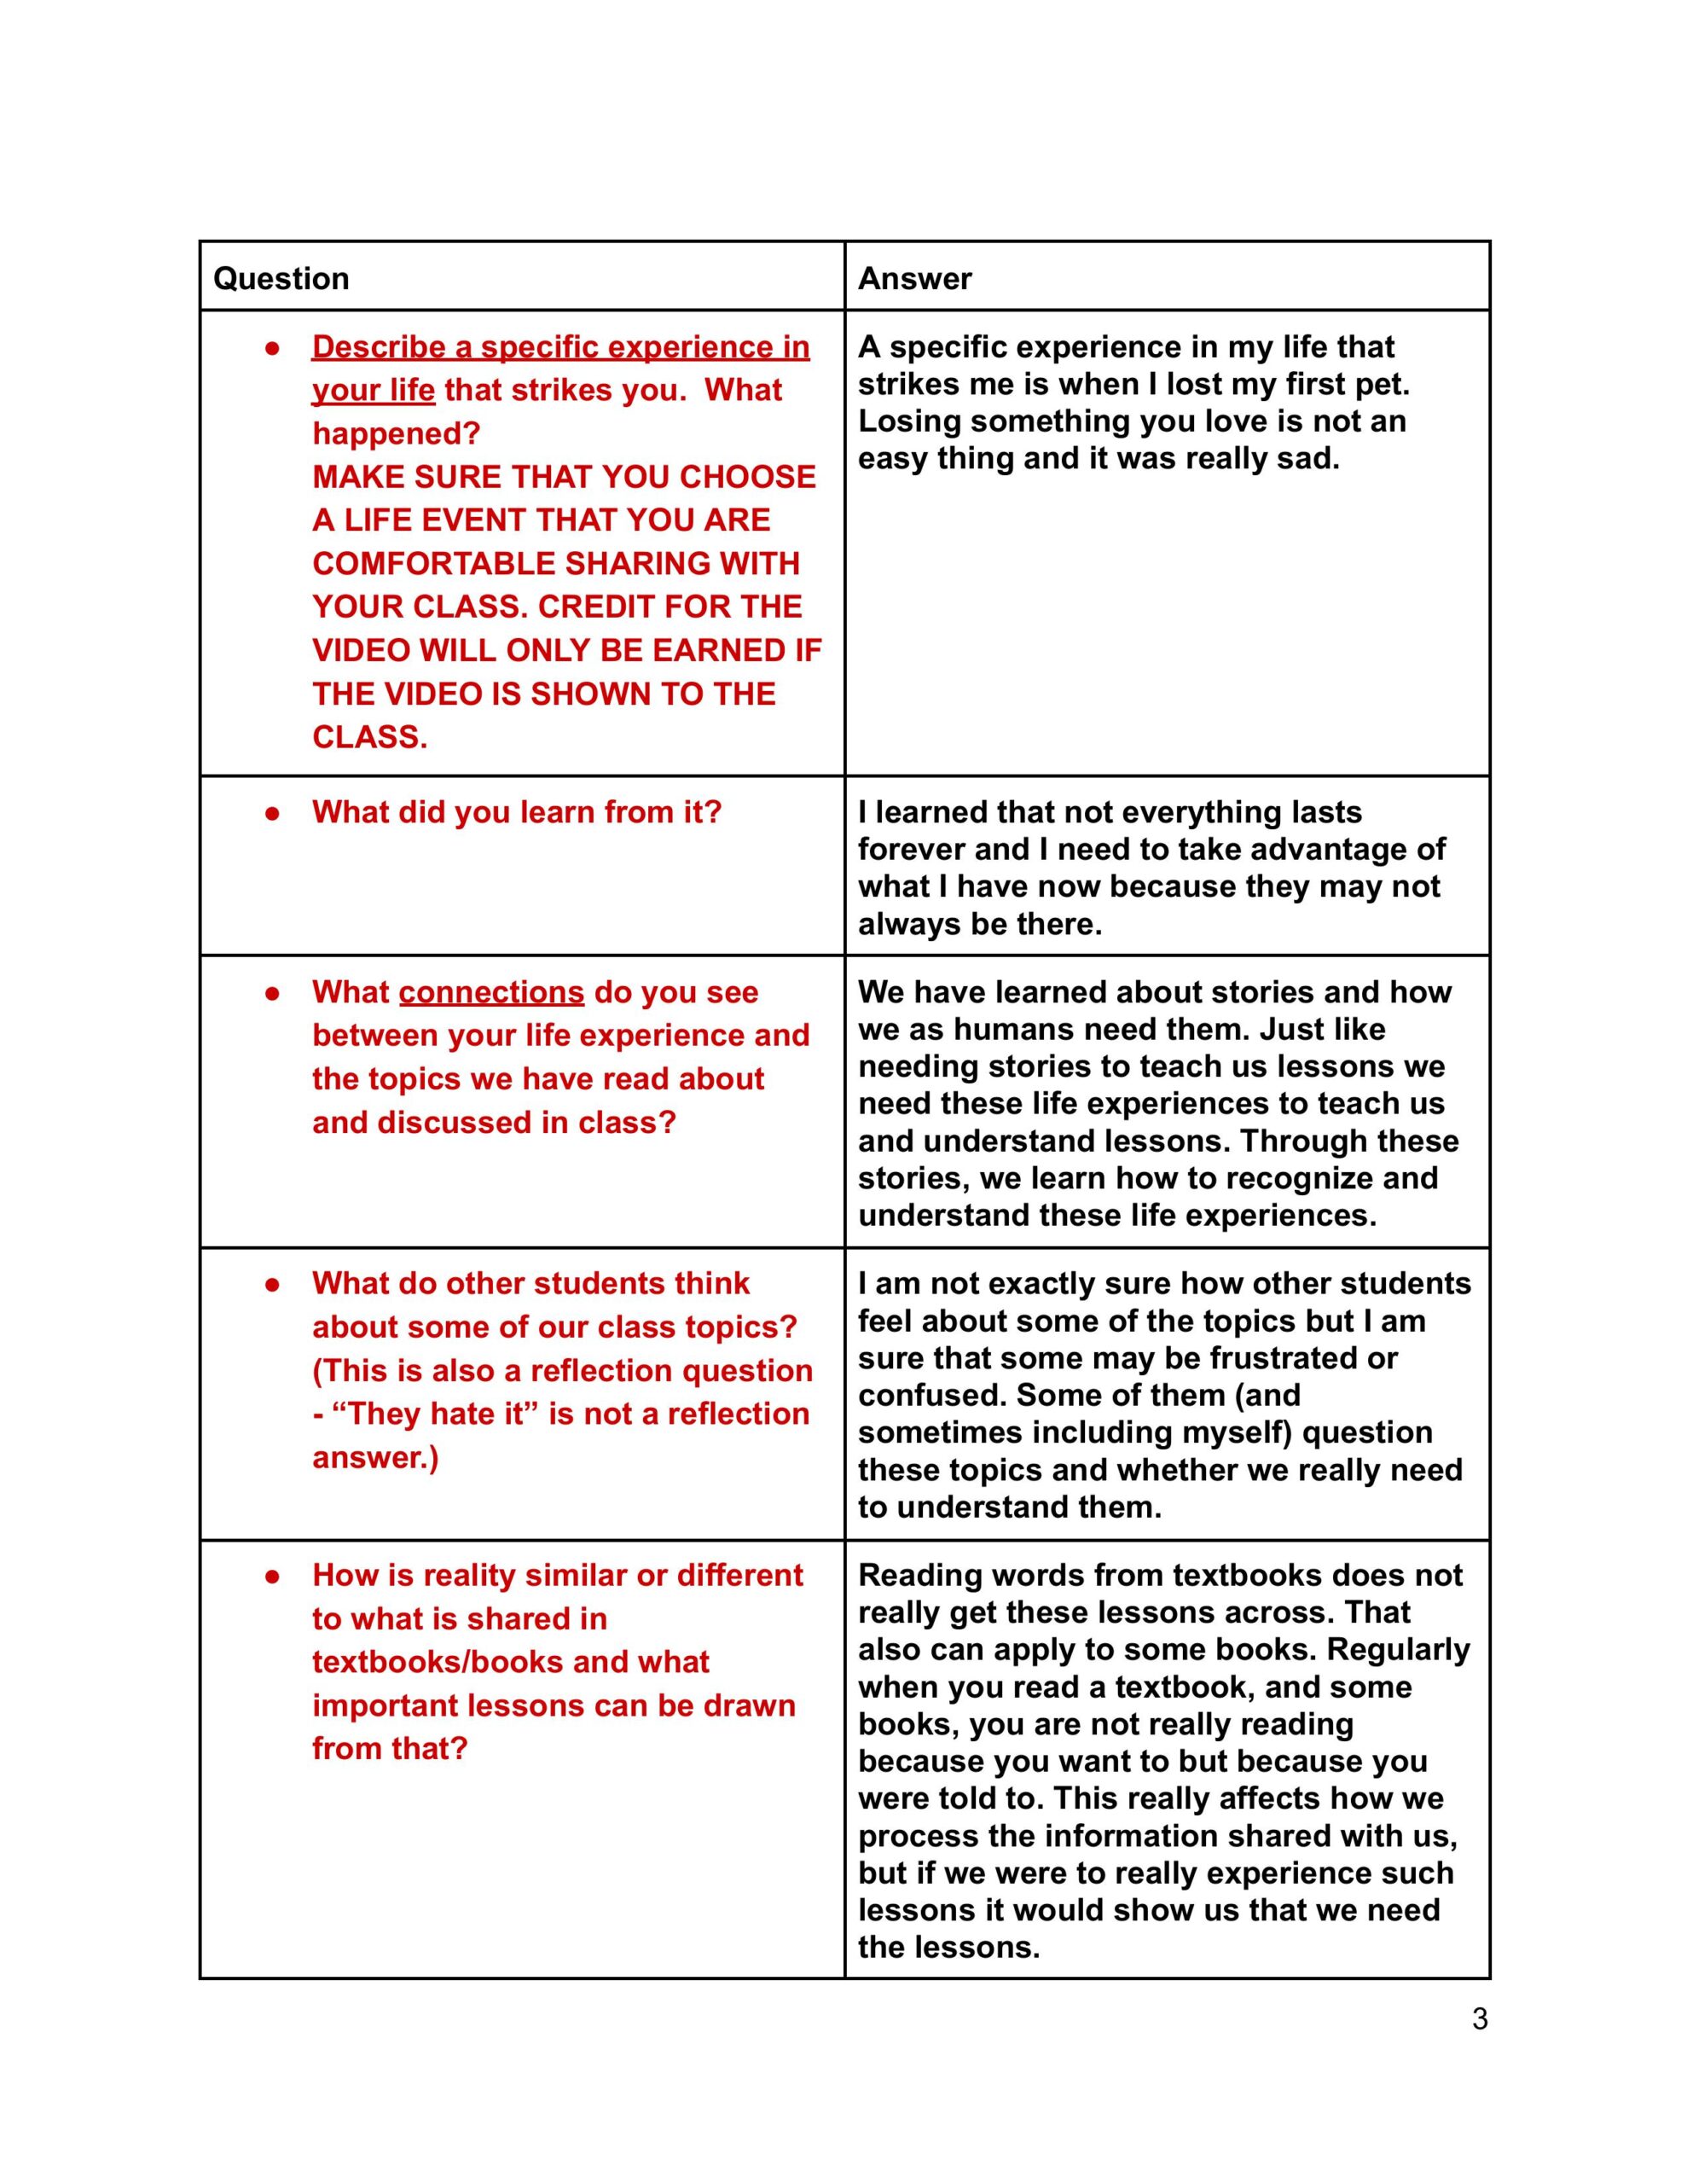 Question
Answer
● Describe a specific experience in
your life that strikes you.  What
happened?
MAKE SURE THAT YOU CHOOSE
A LIFE EVENT THAT YOU ARE
COMFORTABLE SHARING WITH
YOUR CLASS. CREDIT FOR THE
VIDEO WILL ONLY BE EARNED IF
THE VIDEO IS SHOWN TO THE
CLASS.
A specific experience in my life that
strikes me is when I lost my first pet.
Losing something you love is not an
easy thing and it was really sad.
● What did you learn from it?
I learned that not everything lasts
forever and I need to take advantage of
what I have now because they may not
always be there.
● What connections do you see
between your life experience and
the topics we have read about
and discussed in class?
We have learned about stories and how
we as humans need them. Just like
needing stories to teach us lessons we
need these life experiences to teach us
and understand lessons. Through these
stories, we learn how to recognize and
understand these life experiences.
● What do other students think
about some of our class topics?
(This is also a reflection question
- “They hate it” is not a reflection
answer.)
I am not exactly sure how other students
feel about some of the topics but I am
sure that some may be frustrated or
confused. Some of them (and
sometimes including myself) question
these topics and whether we really need
to understand them.
● How is reality similar or different
to what is shared in
textbooks/books and what
important lessons can be drawn
from that?
Reading words from textbooks does not
really get these lessons across. That
also can apply to some books. Regularly
when you read a textbook, and some
books, you are not really reading
because you want to but because you
were told to. This really affects how we
process the information shared with us,
but if we were to really experience such
lessons it would show us that we need
the lessons.
3